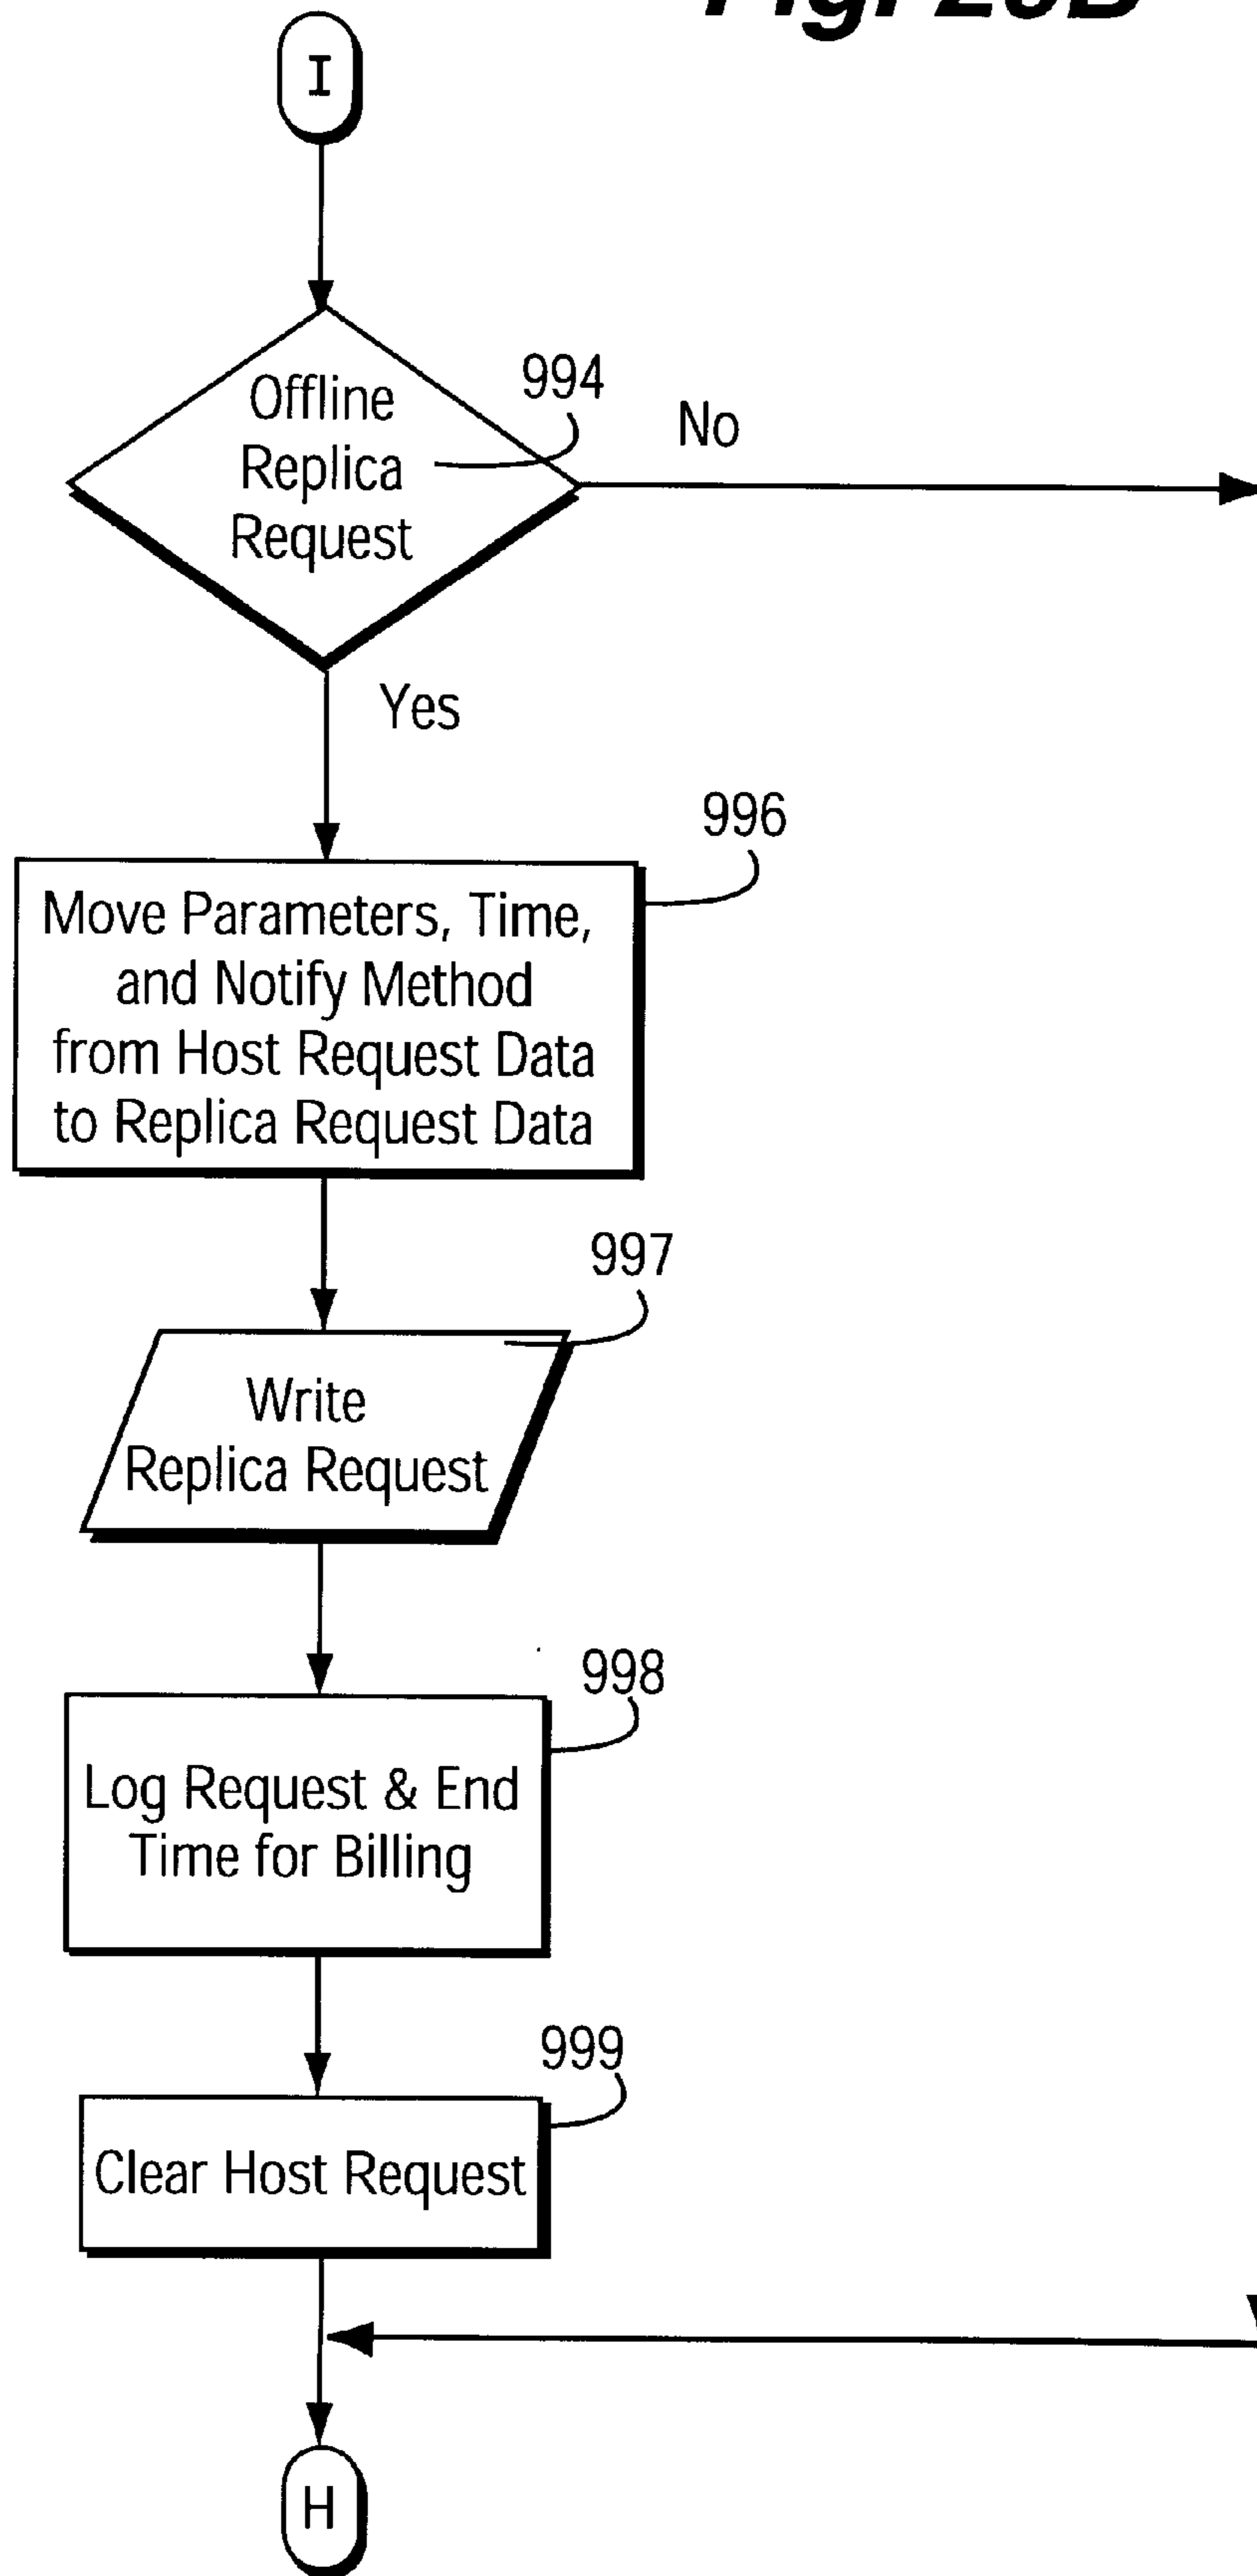 I
994
Offline
Replica
Request
No
Yes
996
Move Parameters, Time,
and Notify Method
from Host Request Data
to Replica Request Data
997
Write
Replica Request
998
Log Request & End
Time for Billing
999
Clear Host Request
H